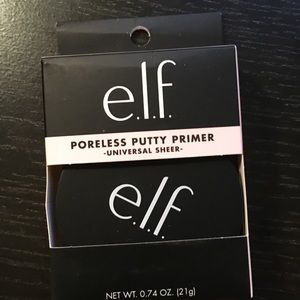 e.l.f.
PORELESS PUTTY PRIMER
-UNIVERSAL SHEER-
e.l.f
NET WT. 0.74 OZ. (21g)